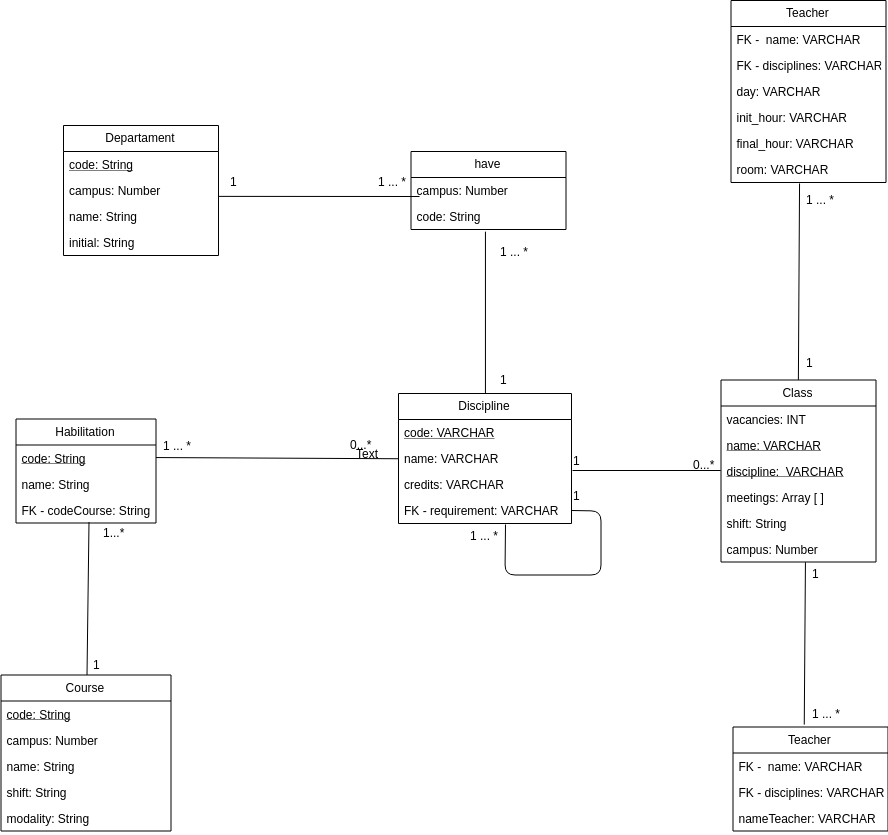 Teacher
FK -  name: VARCHAR
FK - disciplines: VARCHAR
day: VARCHAR
init_hour: VARCHAR
final_hour: VARCHAR
room: VARCHAR
1 ... *
1
Departament
code: String
campus: Number
name: String
initial: String
1
1 ... *
have
campus: Number
code: String
1 ... *
1
Discipline
code: VARCHAR
name: VARCHAR
credits: VARCHAR
FK - requirement: VARCHAR
1
1 ... *
1
0...*
Class
vacancies: INT
name: VARCHAR
discipline:  VARCHAR
meetings: Array [ ]
shift: String
campus: Number
1
1 ... *
Habilitation
code: String
name: String
FK - codeCourse: String
1 ... *
0...*
Text
1...*
1
Course
code: String
campus: Number
name: String
shift: String
modality: String
Teacher
FK -  name: VARCHAR
FK - disciplines: VARCHAR
nameTeacher: VARCHAR